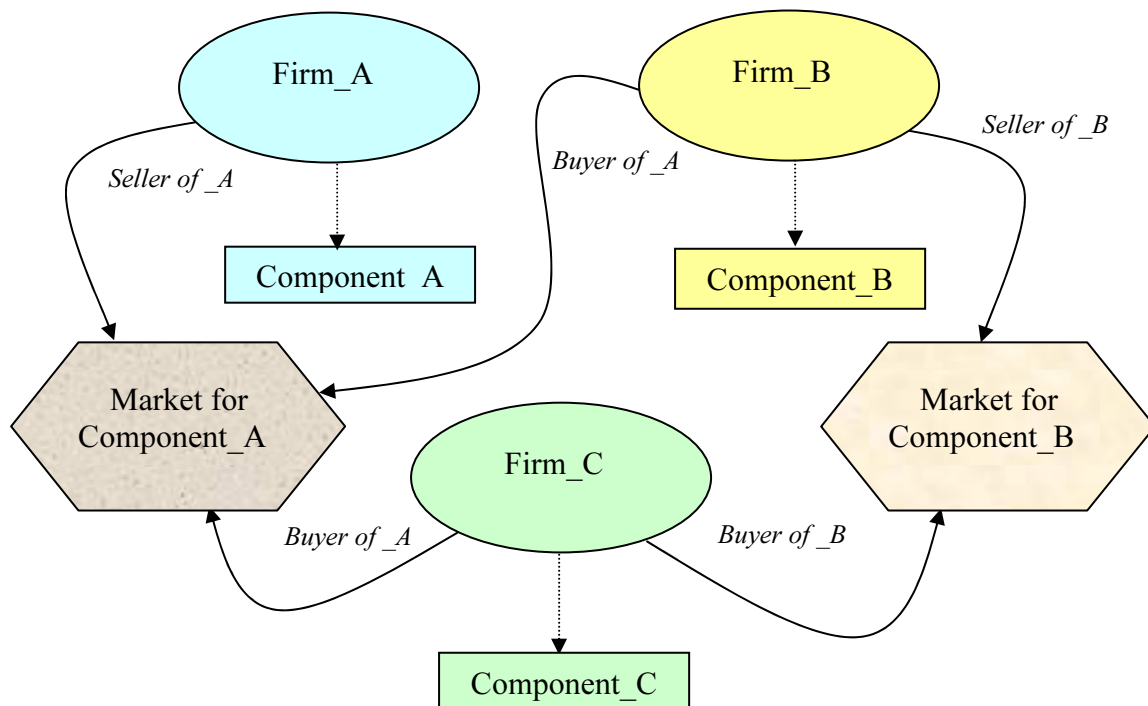 Firm_A
Firm_B
Seller of _B
Buyer of _A
Seller of _A
Component A
Component_B
Market for
Component_A
Market for
Component_B
Firm_C
Buyer of _A
Buyer of _B
Component_C